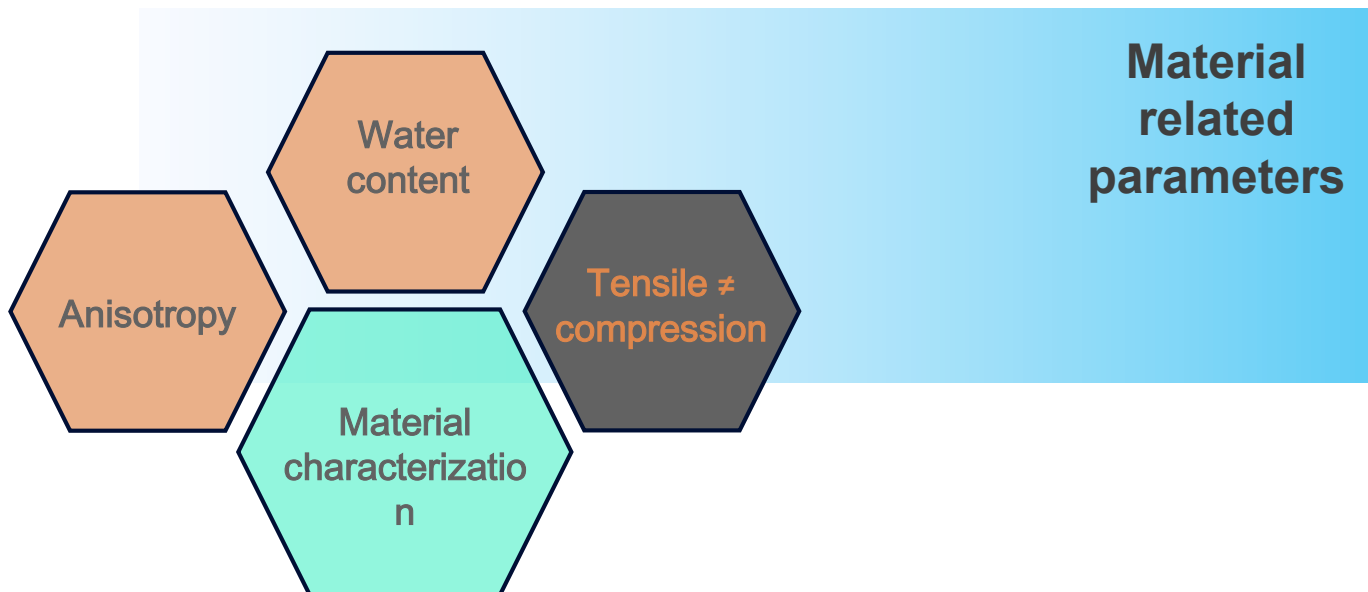 Material
related
parameters
Water
content
Anisotropy
Tensile ≠
compression
Material
characterizatio
n